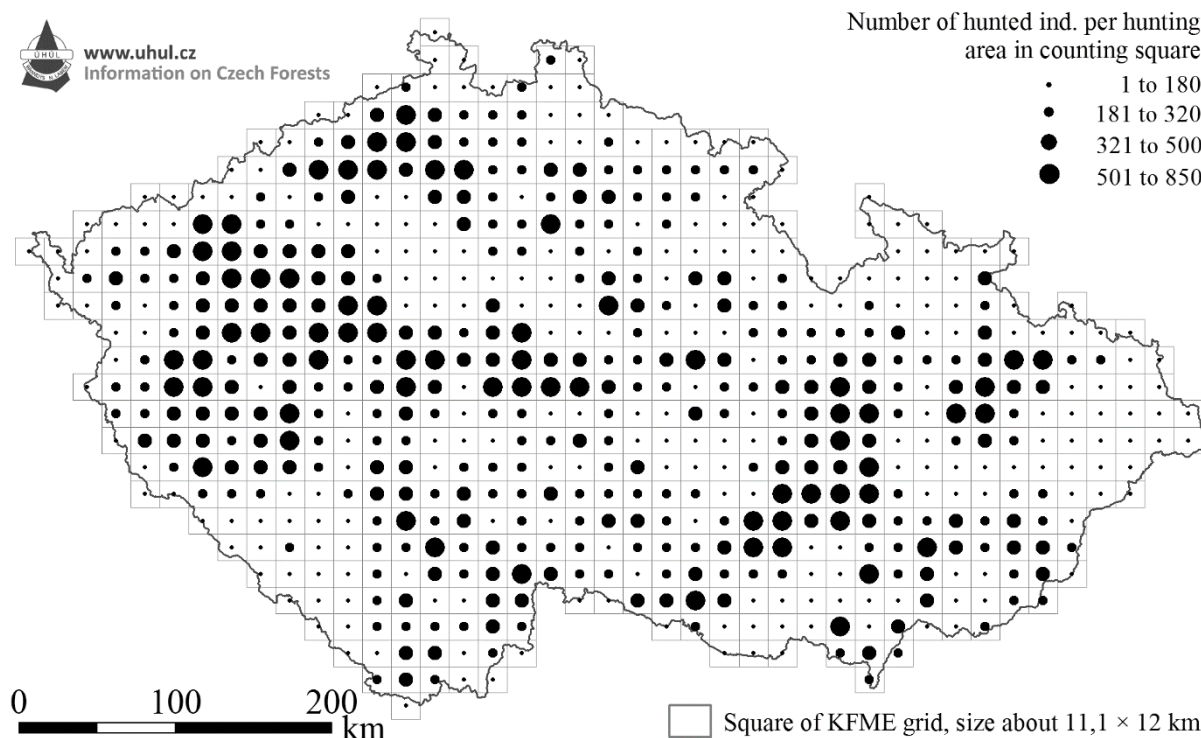 www.uhul.cz
Information on Czech Forests
ÚHÚL
Number of hunted ind. per hunting
area in counting square
1 to 180
181 to 320
321 to 500
501 to 850
0 100 200
km
Square of KFME grid, size about 11,1 × 12 km